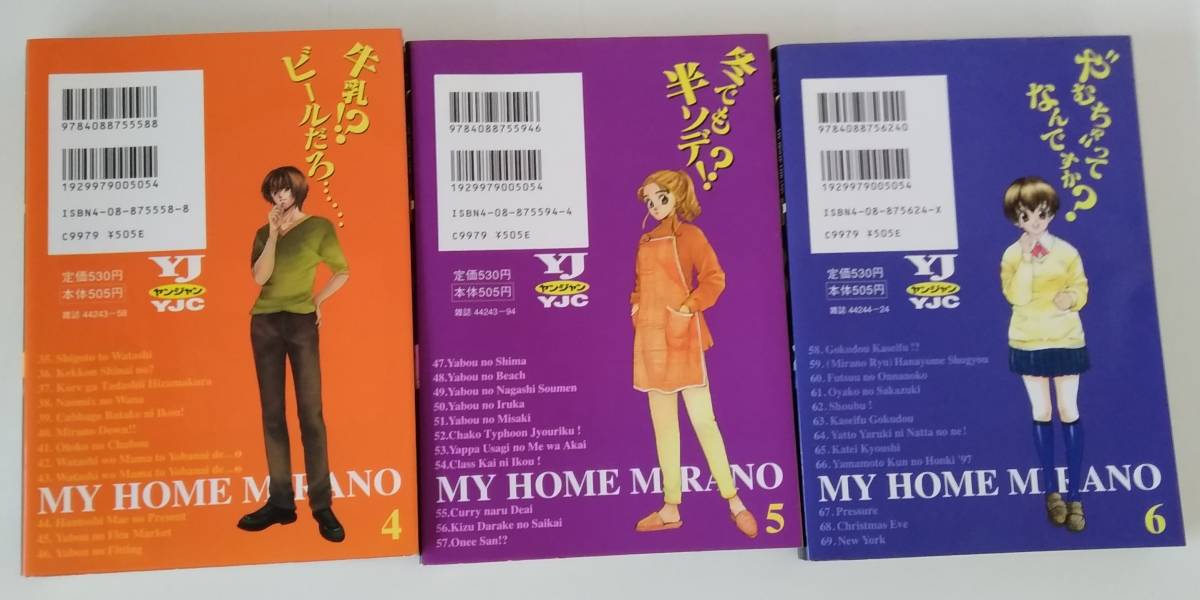 牛乳!?
ビールだろ……
9784088755588
1929979005054
ISBN4-08-875558-8
C9979 ¥505E
定価530円
本体505円
雑誌 44243-58
YJ
ヤンジャン
YJC
35. Shigoto to Watashi
36. Kekkon Shinai no?
37. Kore ga Tadashii Hizamakura
38. Naomi's no Wana
39. Cabbage Batake ni Ikou!
40. Mirano Down!!
41. Otoko no Chubou
42. Watashi wo Mama to Yobanai de...o
43. Watashi wo Mama to Yobanai de...o
MY HOME MIRANO
44. Hantoshi Mae no Present
45. Yabou no Flea Market
46. Yabou no Fitting
4
冬でも
半ソデ!?
9784088755946
1929979005054
ISBN4-08-875594-4
C9979 ¥505E
定価530円
本体505円
雑誌 44243-94
YJ
ヤンジャン
YJC
47.Yabou no Shima
48.Yabou no Beach
49.Yabou no Nagashi Soumen
50.Yabou no Iruka
51.Yabou no Misaki
52.Chako Typhoon Jyouriku !
53.Yappa Usagi no Me wa Akai
54.Class Kai ni Ikou !
MY HOME MIRANO
55.Curry naru Deai
56.Kizu Darake no Saikai
57.Onee San!?
5
だむちゃって
なんですか?
9784088756240
1929979005054
ISBN4-08-875624-X
C9979 ¥505E
定価530円
本体505円
雑誌 44244-24
YJ
ヤンジャン
YJC
58. Gokudou Kaseifu !?
59. (Mirano Ryu) Hanayome Shugyou
60. Futsuu no Onnanoko
61. Oyako no Sakazuki
62. Shoubu !
63. Kaseifu Gokudou
64. Yatto Yaruki ni Natta no ne!
65. Katei Kyoushi
66. Yamamoto Kun no Honki '97
MY HOME MIRANO
67. Pressure
68. Christmas Eve
69. New York
6